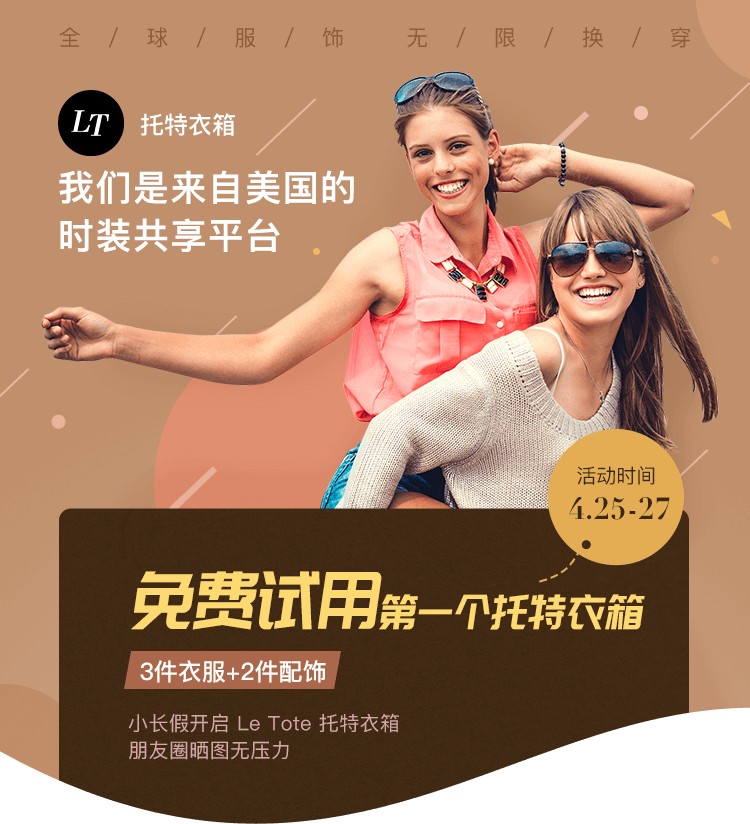 全 / 球 / 服 / 饰 无 / 限 / 换 / 穿
LT 托特衣箱
我们是来自美国的
时装共享平台
活动时间
4.25-27
免费试用第一个托特衣箱
3件衣服+2件配饰
小长假开启 Le Tote 托特衣箱
朋友圈晒图无压力